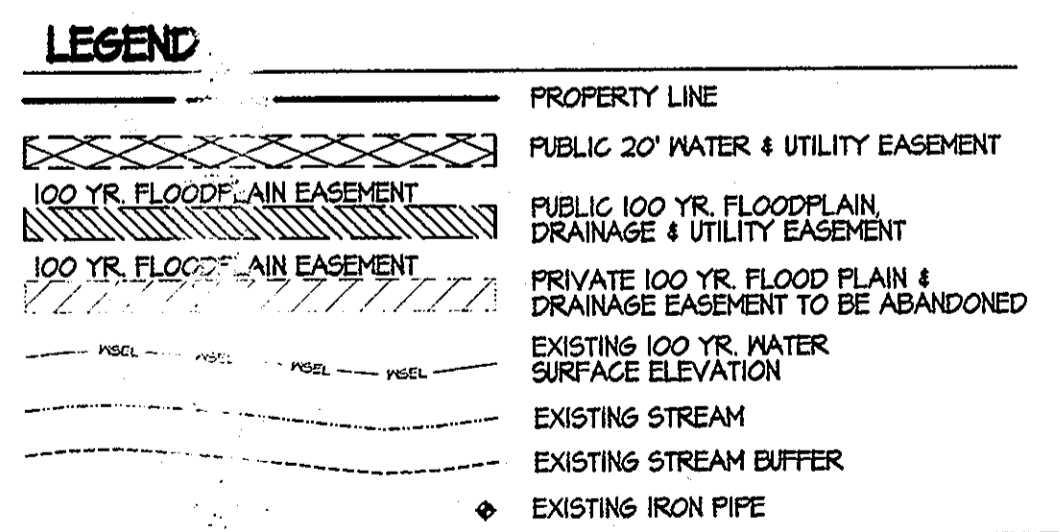 LEGEND
PROPERTY LINE
PUBLIC 20' WATER & UTILITY EASEMENT
100 YR. FLOODPLAIN EASEMENT
PUBLIC 100 YR. FLOODPLAIN,
DRAINAGE & UTILITY EASEMENT
100 YR. FLOODPLAIN EASEMENT
PRIVATE 100 YR. FLOOD PLAIN &
DRAINAGE EASEMENT TO BE ABANDONED
WSEL WSEL WSEL WSEL
EXISTING 100 YR. WATER
SURFACE ELEVATION
EXISTING STREAM
EXISTING STREAM BUFFER
EXISTING IRON PIPE